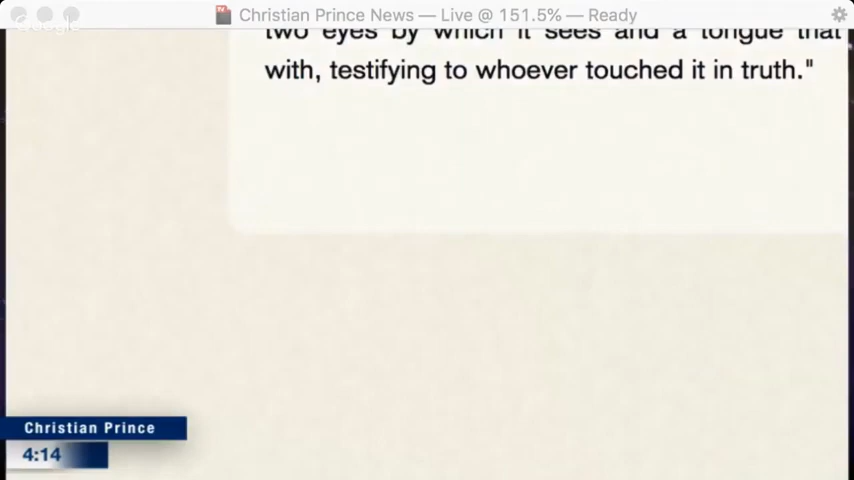 Christian Prince News — Live @ 151.5% — Ready
Google
two eyes by which it sees and a tongue that
with, testifying to whoever touched it in truth."
Christian Prince
4:14